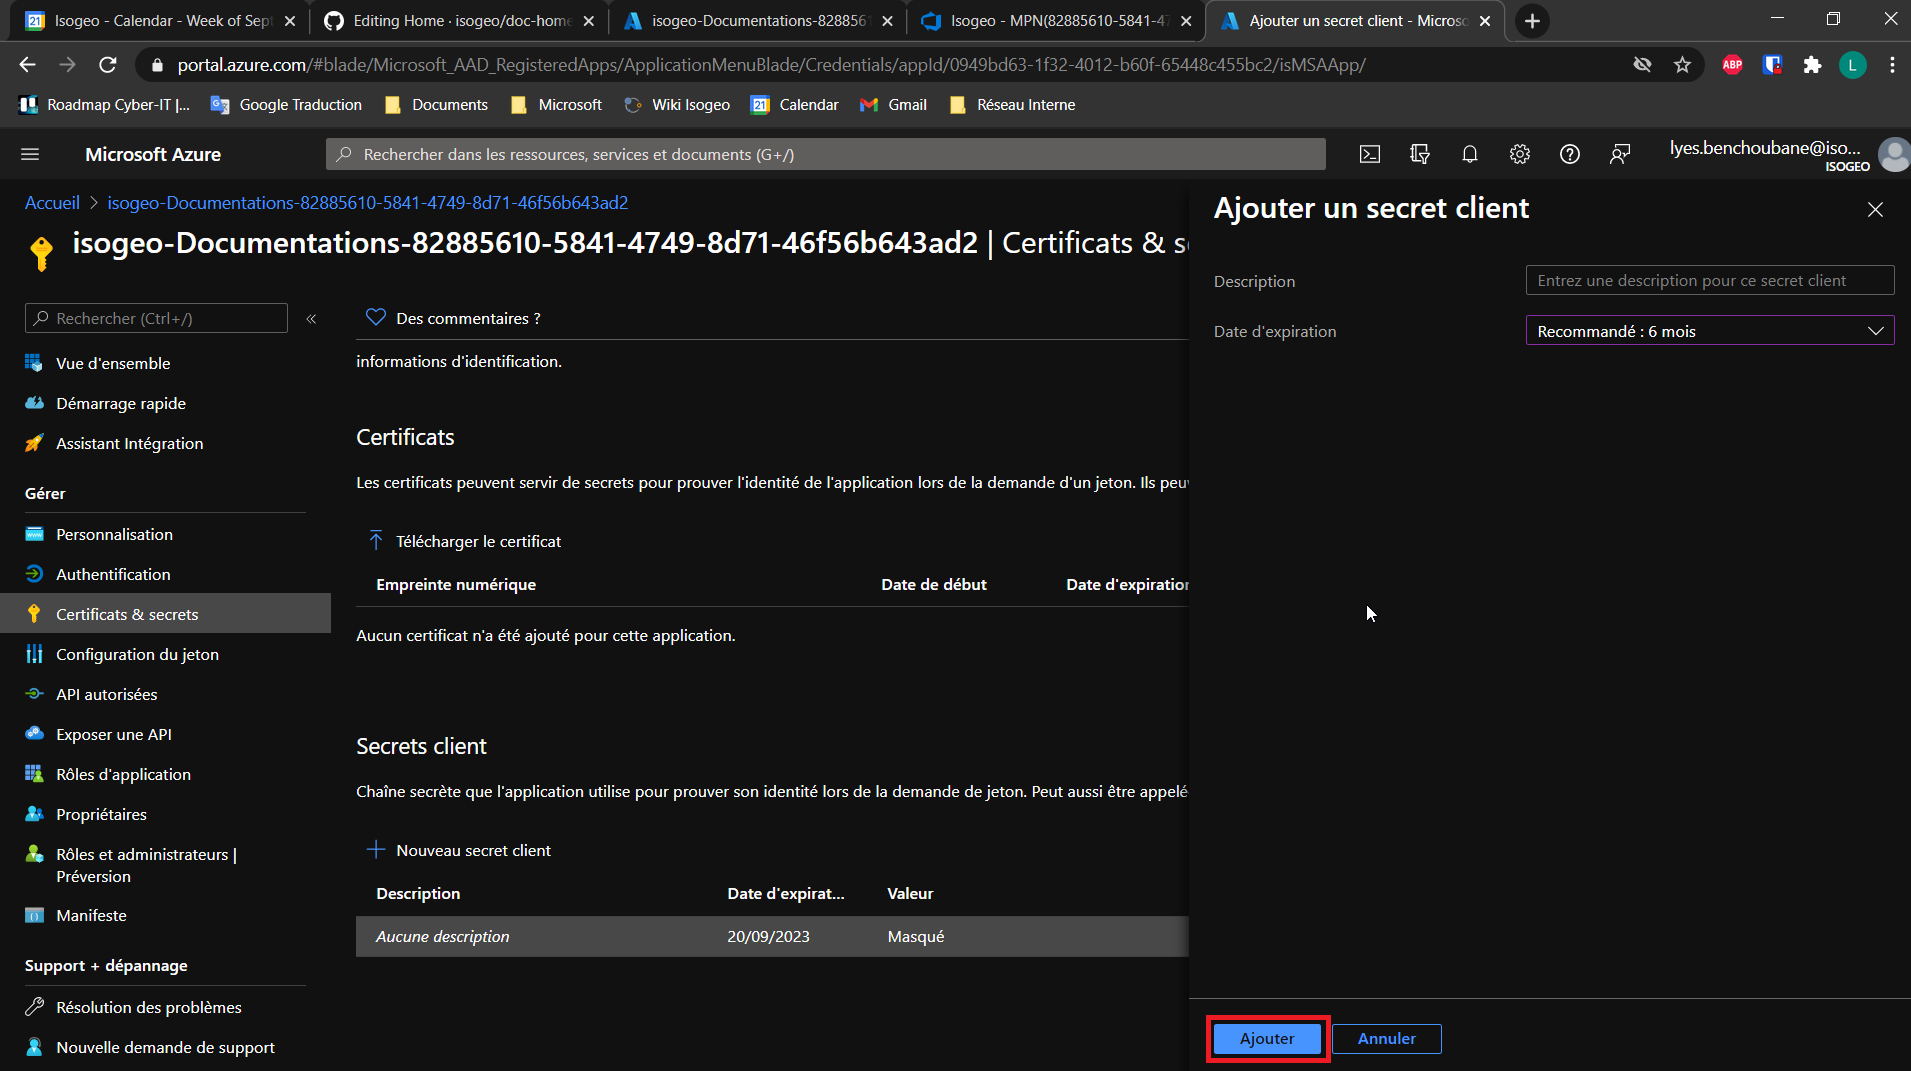 Isogeo - Calendar - Week of Sept
Editing Home · isogeo/doc-home
isogeo-Documentations-8288561
Isogeo - MPN(82885610-5841-47
Ajouter un secret client - Microso
portal.azure.com/#blade/Microsoft_AAD_RegisteredApps/ApplicationMenuBlade/Credentials/appId/0949bd63-1f32-4012-b60f-65448c455bc2/isMSAApp/
ABP
L
Roadmap Cyber-IT |...
Google Traduction
Documents
Microsoft
Wiki Isogeo
21
Calendar
Gmail
Réseau Interne
Microsoft Azure
Rechercher dans les ressources, services et documents (G+/)
lyes.benchoubane@iso...
ISOGEO
Accueil > isogeo-Documentations-82885610-5841-4749-8d71-46f56b643ad2
isogeo-Documentations-82885610-5841-4749-8d71-46f56b643ad2 | Certificats & s
Rechercher (Ctrl+/)
«
Vue d'ensemble
Démarrage rapide
Assistant Intégration
Gérer
Personnalisation
Authentification
Certificats & secrets
Configuration du jeton
API autorisées
Exposer une API
Rôles d'application
Propriétaires
Rôles et administrateurs |
Préversion
Manifeste
Support + dépannage
Résolution des problèmes
Nouvelle demande de support
Des commentaires ?
informations d'identification.
Certificats
Les certificats peuvent servir de secrets pour prouver l'identité de l'application lors de la demande d'un jeton. Ils peuv
Télécharger le certificat
Empreinte numérique
Date de début
Date d'expiration
Aucun certificat n'a été ajouté pour cette application.
Secrets client
Chaîne secrète que l'application utilise pour prouver son identité lors de la demande de jeton. Peut aussi être appelé
Nouveau secret client
Description
Date d'expirat...
Valeur
Aucune description
20/09/2023
Masqué
Ajouter un secret client
Description
Entrez une description pour ce secret client
Date d'expiration
Recommandé : 6 mois
Ajouter
Annuler